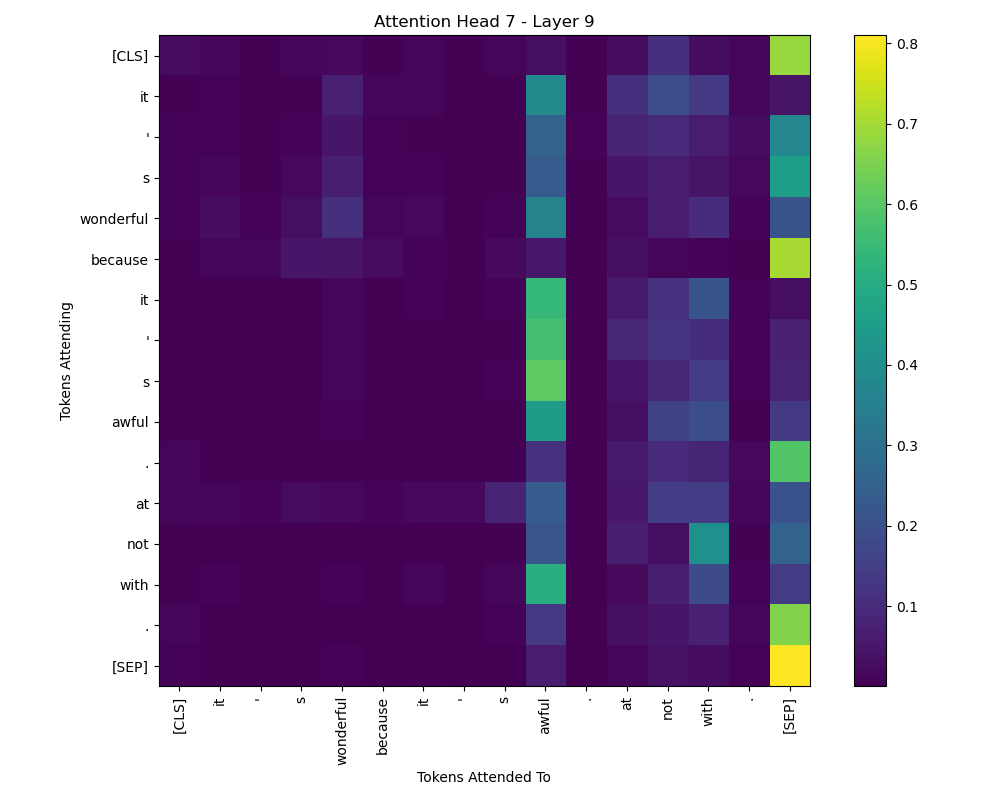 Attention Head 7 - Layer 9
Tokens Attending
[CLS]
it
'
s
wonderful
because
it
'
s
awful
.
at
not
with
.
[SEP]
[CLS]
it
'
s
wonderful
because
it
'
s
awful
.
at
not
with
.
[SEP]
Tokens Attended To
0.8
0.7
0.6
0.5
0.4
0.3
0.2
0.1